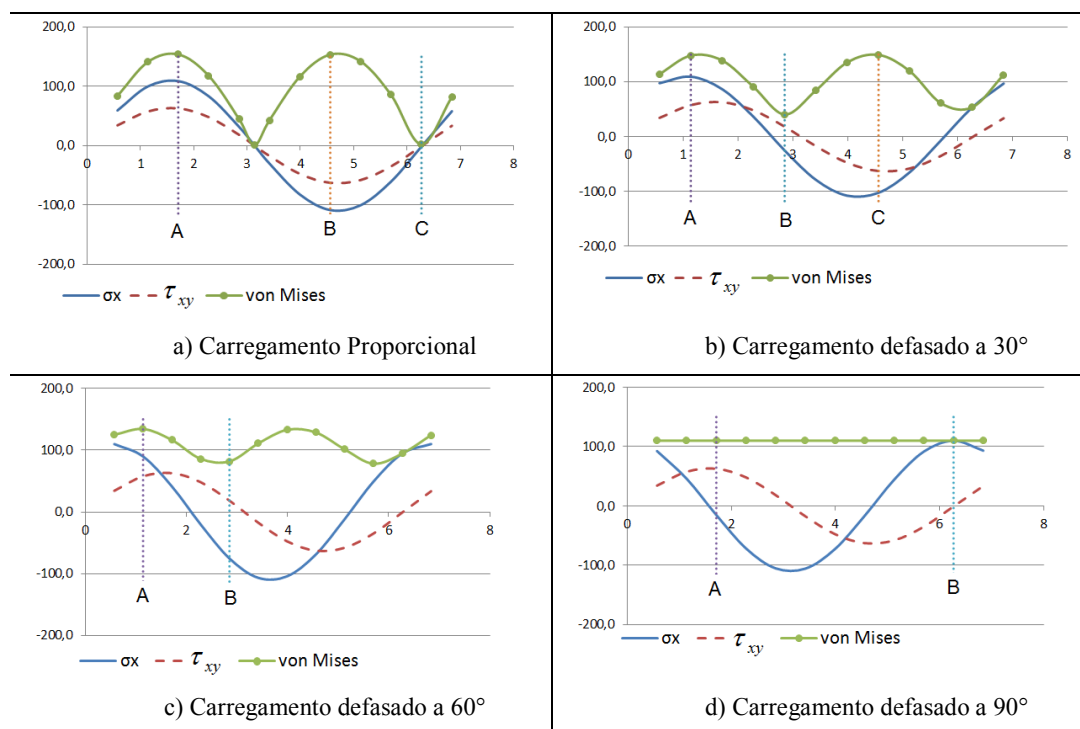 200,0
100,0
0,0
-100,0
-200,0
0 1 2 3 4 5 6 7 8
A B C
σx τxy von Mises
a) Carregamento Proporcional
200,0
100,0
0,0
-100,0
-200,0
0 1 2 3 4 5 6 7 8
A B C
σx τxy von Mises
b) Carregamento defasado a 30°
200,0
100,0
0,0
-100,0
-200,0
0 2 4 6 8
A B
σx τxy von Mises
c) Carregamento defasado a 60°
200,0
100,0
0,0
-100,0
-200,0
0 2 4 6 8
A B
σx τxy von Mises
d) Carregamento defasado a 90°